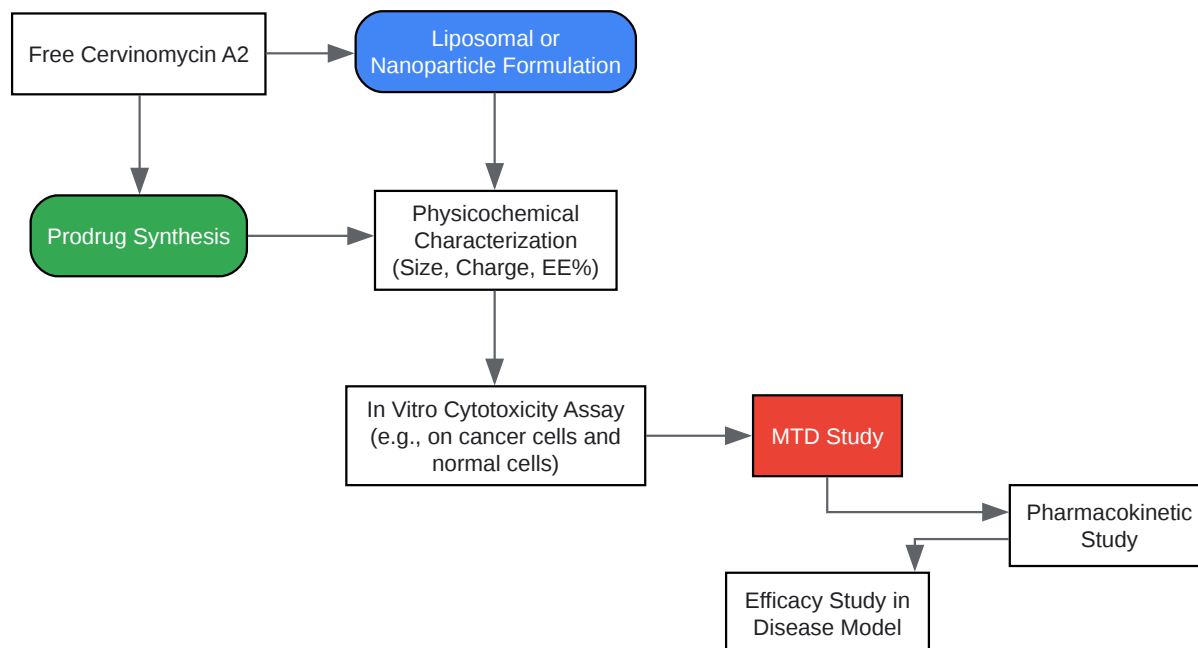 Free Cervinomycin A2
Liposomal or
Nanoparticle Formulation
Prodrug Synthesis
Physicochemical
Characterization
(Size, Charge, EE%)
In Vitro Cytotoxicity Assay
(e.g., on cancer cells and
normal cells)
MTD Study
Pharmacokinetic
Study
Efficacy Study in
Disease Model